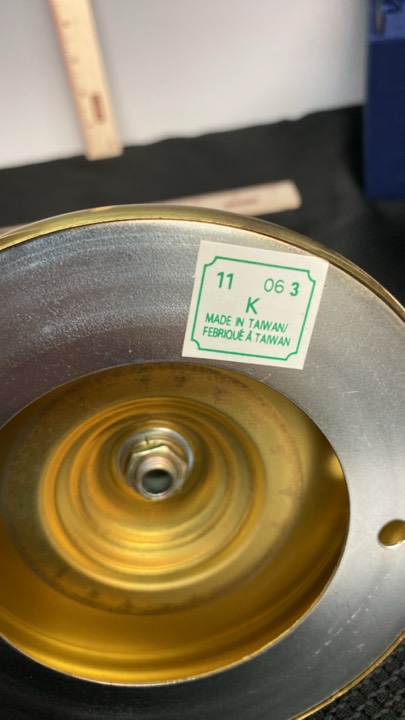 11 06 3
K
MADE IN TAIWAN/
FEBRIQUÉ À TAIWAN